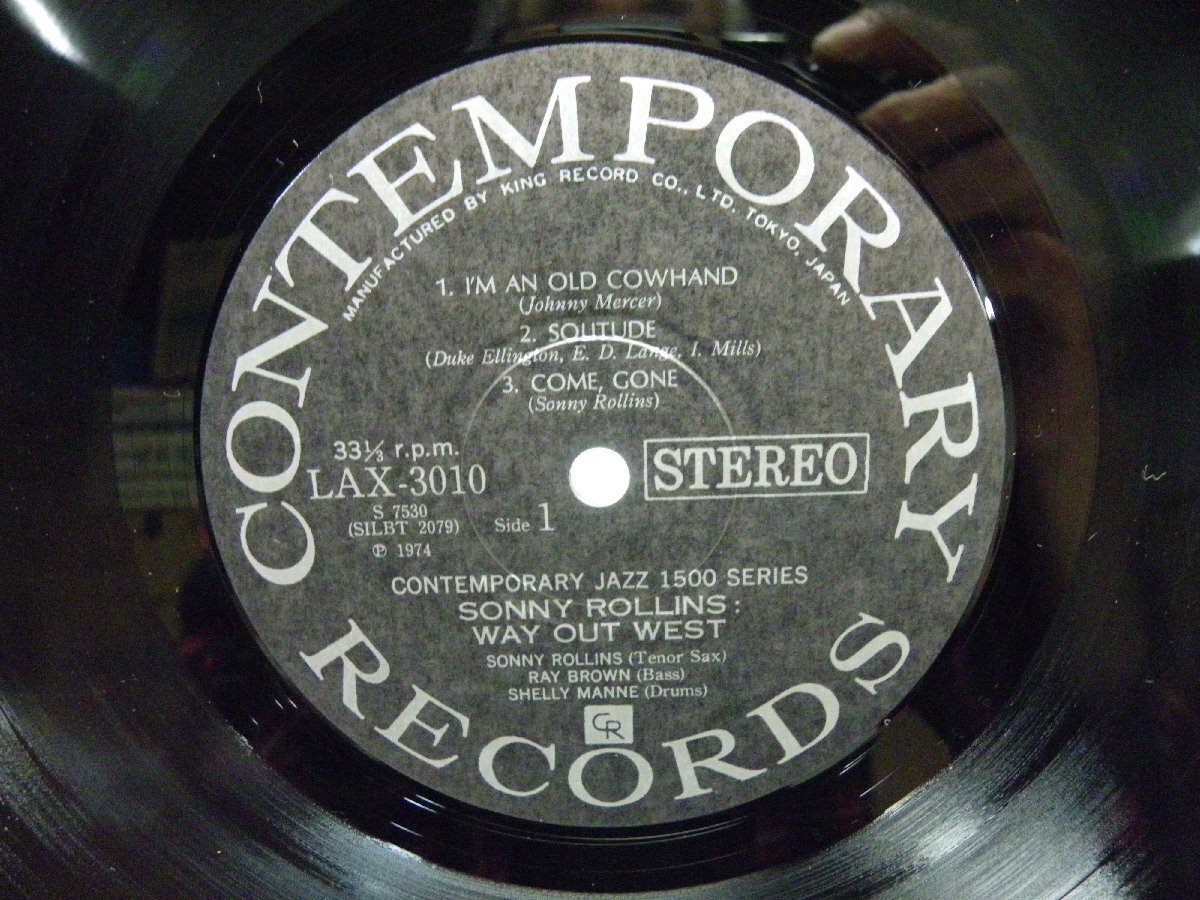 CONTEMPORARY
MANUFACTURED BY KING RECORD CO., LTD. TOKYO, JAPAN
1. I'M AN OLD COWHAND
(Johnny Mercer)
2. SOLITUDE
(Duke Ellington, E. D. Lange, I. Mills)
3. COME, GONE
(Sonny Rollins)
33⅓ r.p.m.
LAX-3010
STEREO
S 7530
(SILBT 2079)
Side 1
℗ 1974
CONTEMPORARY JAZZ 1500 SERIES
SONNY ROLLINS:
WAY OUT WEST
SONNY ROLLINS (Tenor Sax)
RAY BROWN (Bass)
SHELLY MANNE (Drums)
CR
RECORDS